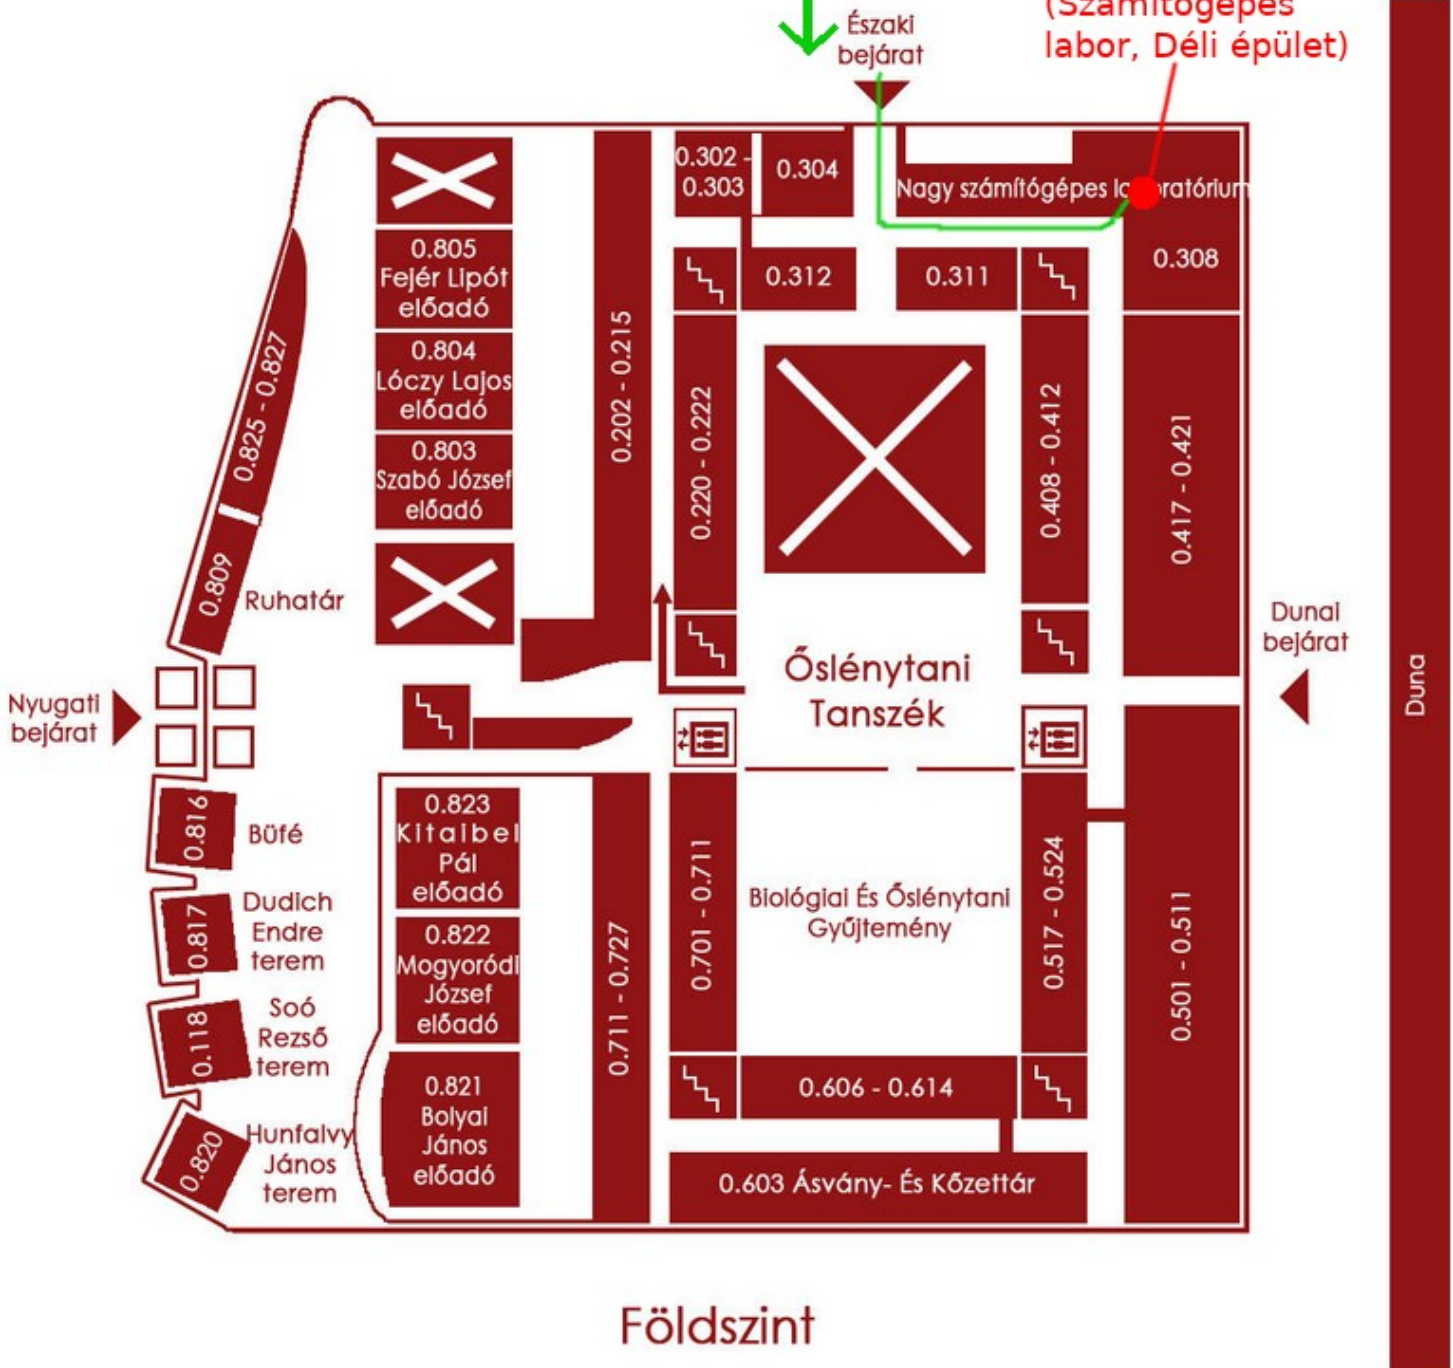 (Számítógépes
labor, Déli épület)
Északi
bejárat
0.302 -
0.303
0.304
Nagy számítógépes
0.805
Fejér Lipót
előadó
0.312
0.311
0.308
0.804
Lóczy Lajos
előadó
0.803
Szabó József
előadó
0.825 - 0.827
0.202 - 0.215
0.220 - 0.222
0.408 - 0.412
0.417 - 0.421
0.809
Ruhatár
Dunai
bejárat
Duna
Őslénytani
Tanszék
Nyugati
bejárat
0.816
Büfé
0.823
Kitaibel
Pál
előadó
0.817
Dudich
Endre
terem
0.822
Mogyoródi
József
előadó
0.711 - 0.727
0.701 - 0.711
Biológiai És Őslénytani
Gyűjtemény
0.517 - 0.524
0.501 - 0.511
0.118
Soó
Rezső
terem
0.821
Bolyai
János
előadó
0.606 - 0.614
0.820
Hunfalvy
János
terem
0.603 Ásvány- És Kőzettár
Földszint